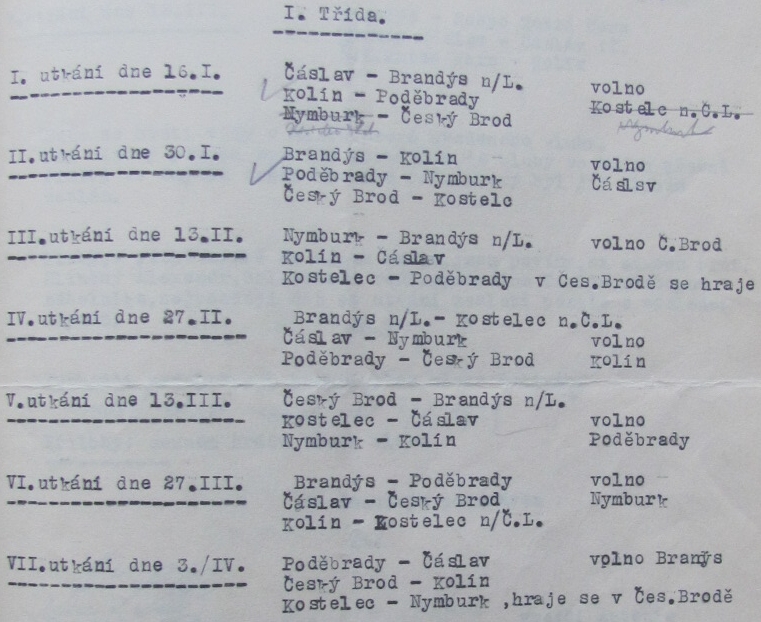 I. Třída.
I. utkání dne 16.I. Čáslav - Brandýs n/L. volno
Kolín - Poděbrady Kostelec n.Č.L.
Nymburk - Český Brod
II. utkání dne 30.I. Brandýs - Kolín volno
Poděbrady - Nymburk Čáslsv
Český Brod - Kostelc
III.utkání dne 13.II. Nymburk - Brandýs n/L. volno Č.Brod
Kolín - Čáslav
Kostelec - Poděbrady v Čes.Brodě se hraje
IV.utkání dne 27.II. Brandýs n/L.- Kostelec n.Č.L.
Čáslav - Nymburk volno
Poděbrady - Český Brod Kolín
V.utkání dne 13.III. Český Brod - Brandýs n/L.
Kostelec - Čáslav volno
Nymburk - Kolín Poděbrady
VI.utkání dne 27.III. Brandýs - Poděbrady volno
Čáslav - Český Brod Nymburk
Kolín - Kostelec n/Č.L.
VII.utkání dne 3./IV. Poděbrady - Čáslav volno Branýs
Český Brod - Kolín
Kostelec - Nymburk ,hraje se v Čes.Brodě